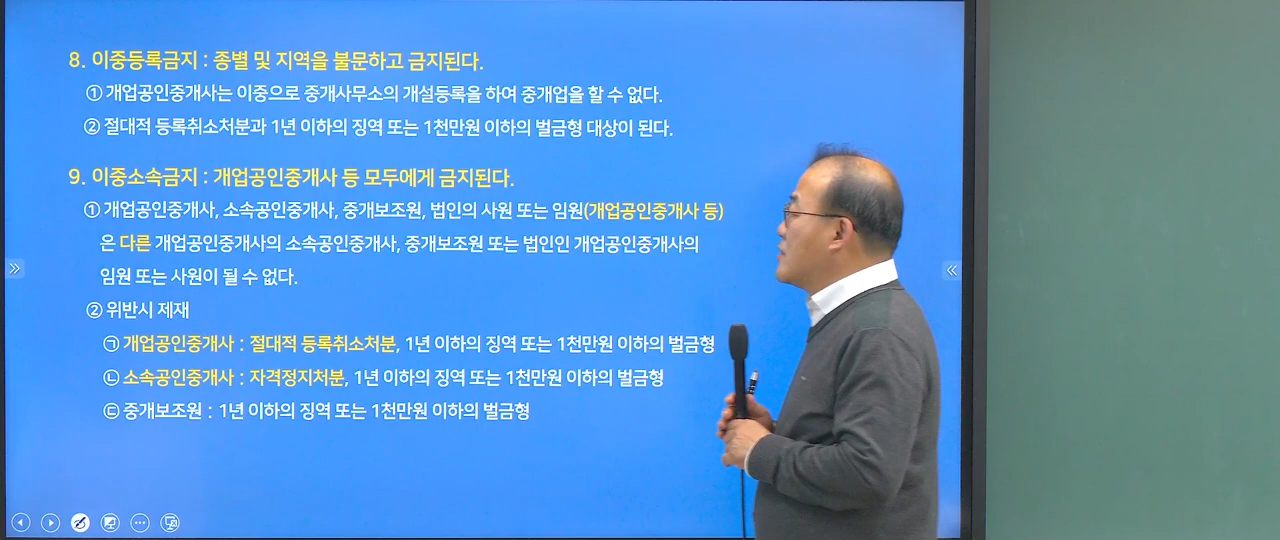 8. 이중등록금지 : 종별 및 지역을 불문하고 금지된다.
① 개업공인중개사는 이중으로 중개사무소의 개설등록을 하여 중개업을 할 수 없다.
② 절대적 등록취소처분과 1년 이하의 징역 또는 1천만원 이하의 벌금형 대상이 된다.
9. 이중소속금지 : 개업공인중개사 등 모두에게 금지된다.
① 개업공인중개사, 소속공인중개사, 중개보조원, 법인의 사원 또는 임원(개업공인중개사 등)
은 다른 개업공인중개사의 소속공인중개사, 중개보조원 또는 법인인 개업공인중개사의
임원 또는 사원이 될 수 없다.
② 위반시 제재
㉠ 개업공인중개사 : 절대적 등록취소처분, 1년 이하의 징역 또는 1천만원 이하의 벌금형
㉡ 소속공인중개사 : 자격정지처분, 1년 이하의 징역 또는 1천만원 이하의 벌금형
㉢ 중개보조원 : 1년 이하의 징역 또는 1천만원 이하의 벌금형